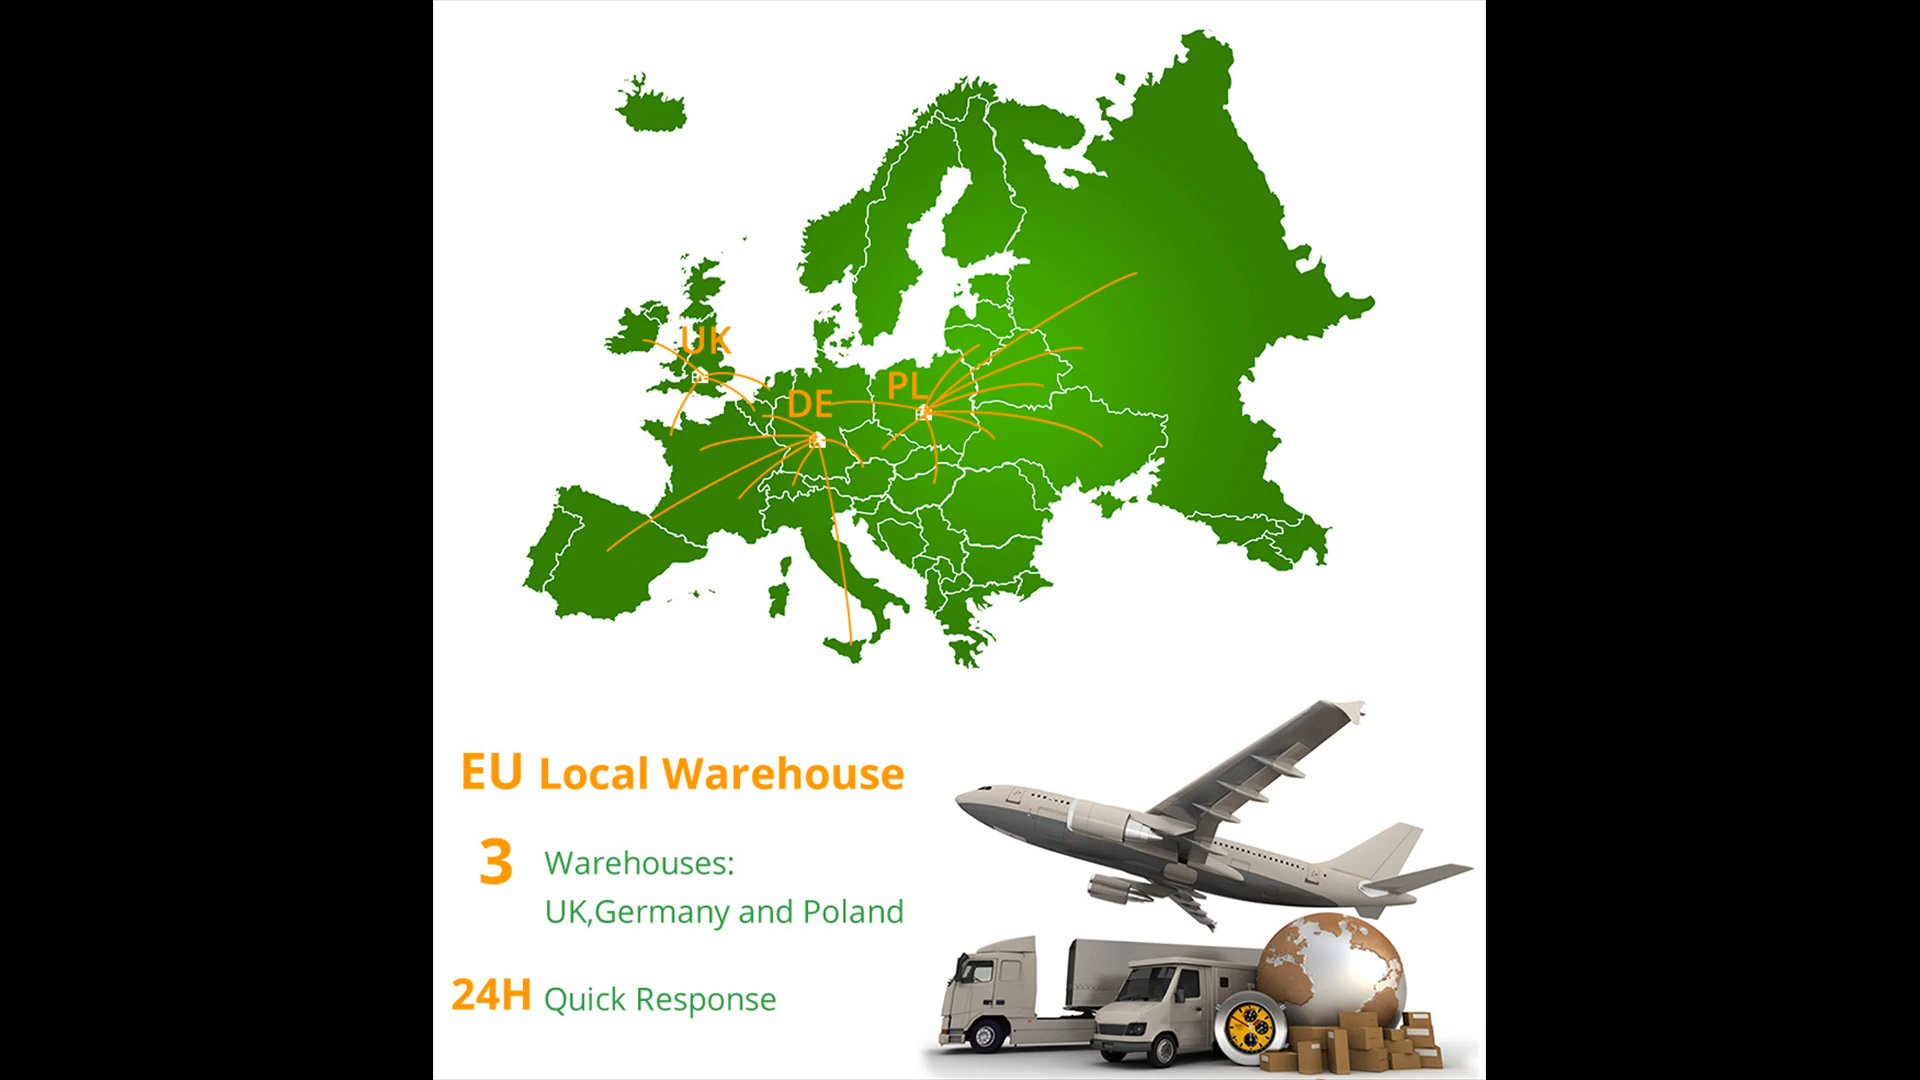 UK
DE
PL
EU Local Warehouse
3 Warehouses:
UK,Germany and Poland
24H Quick Response